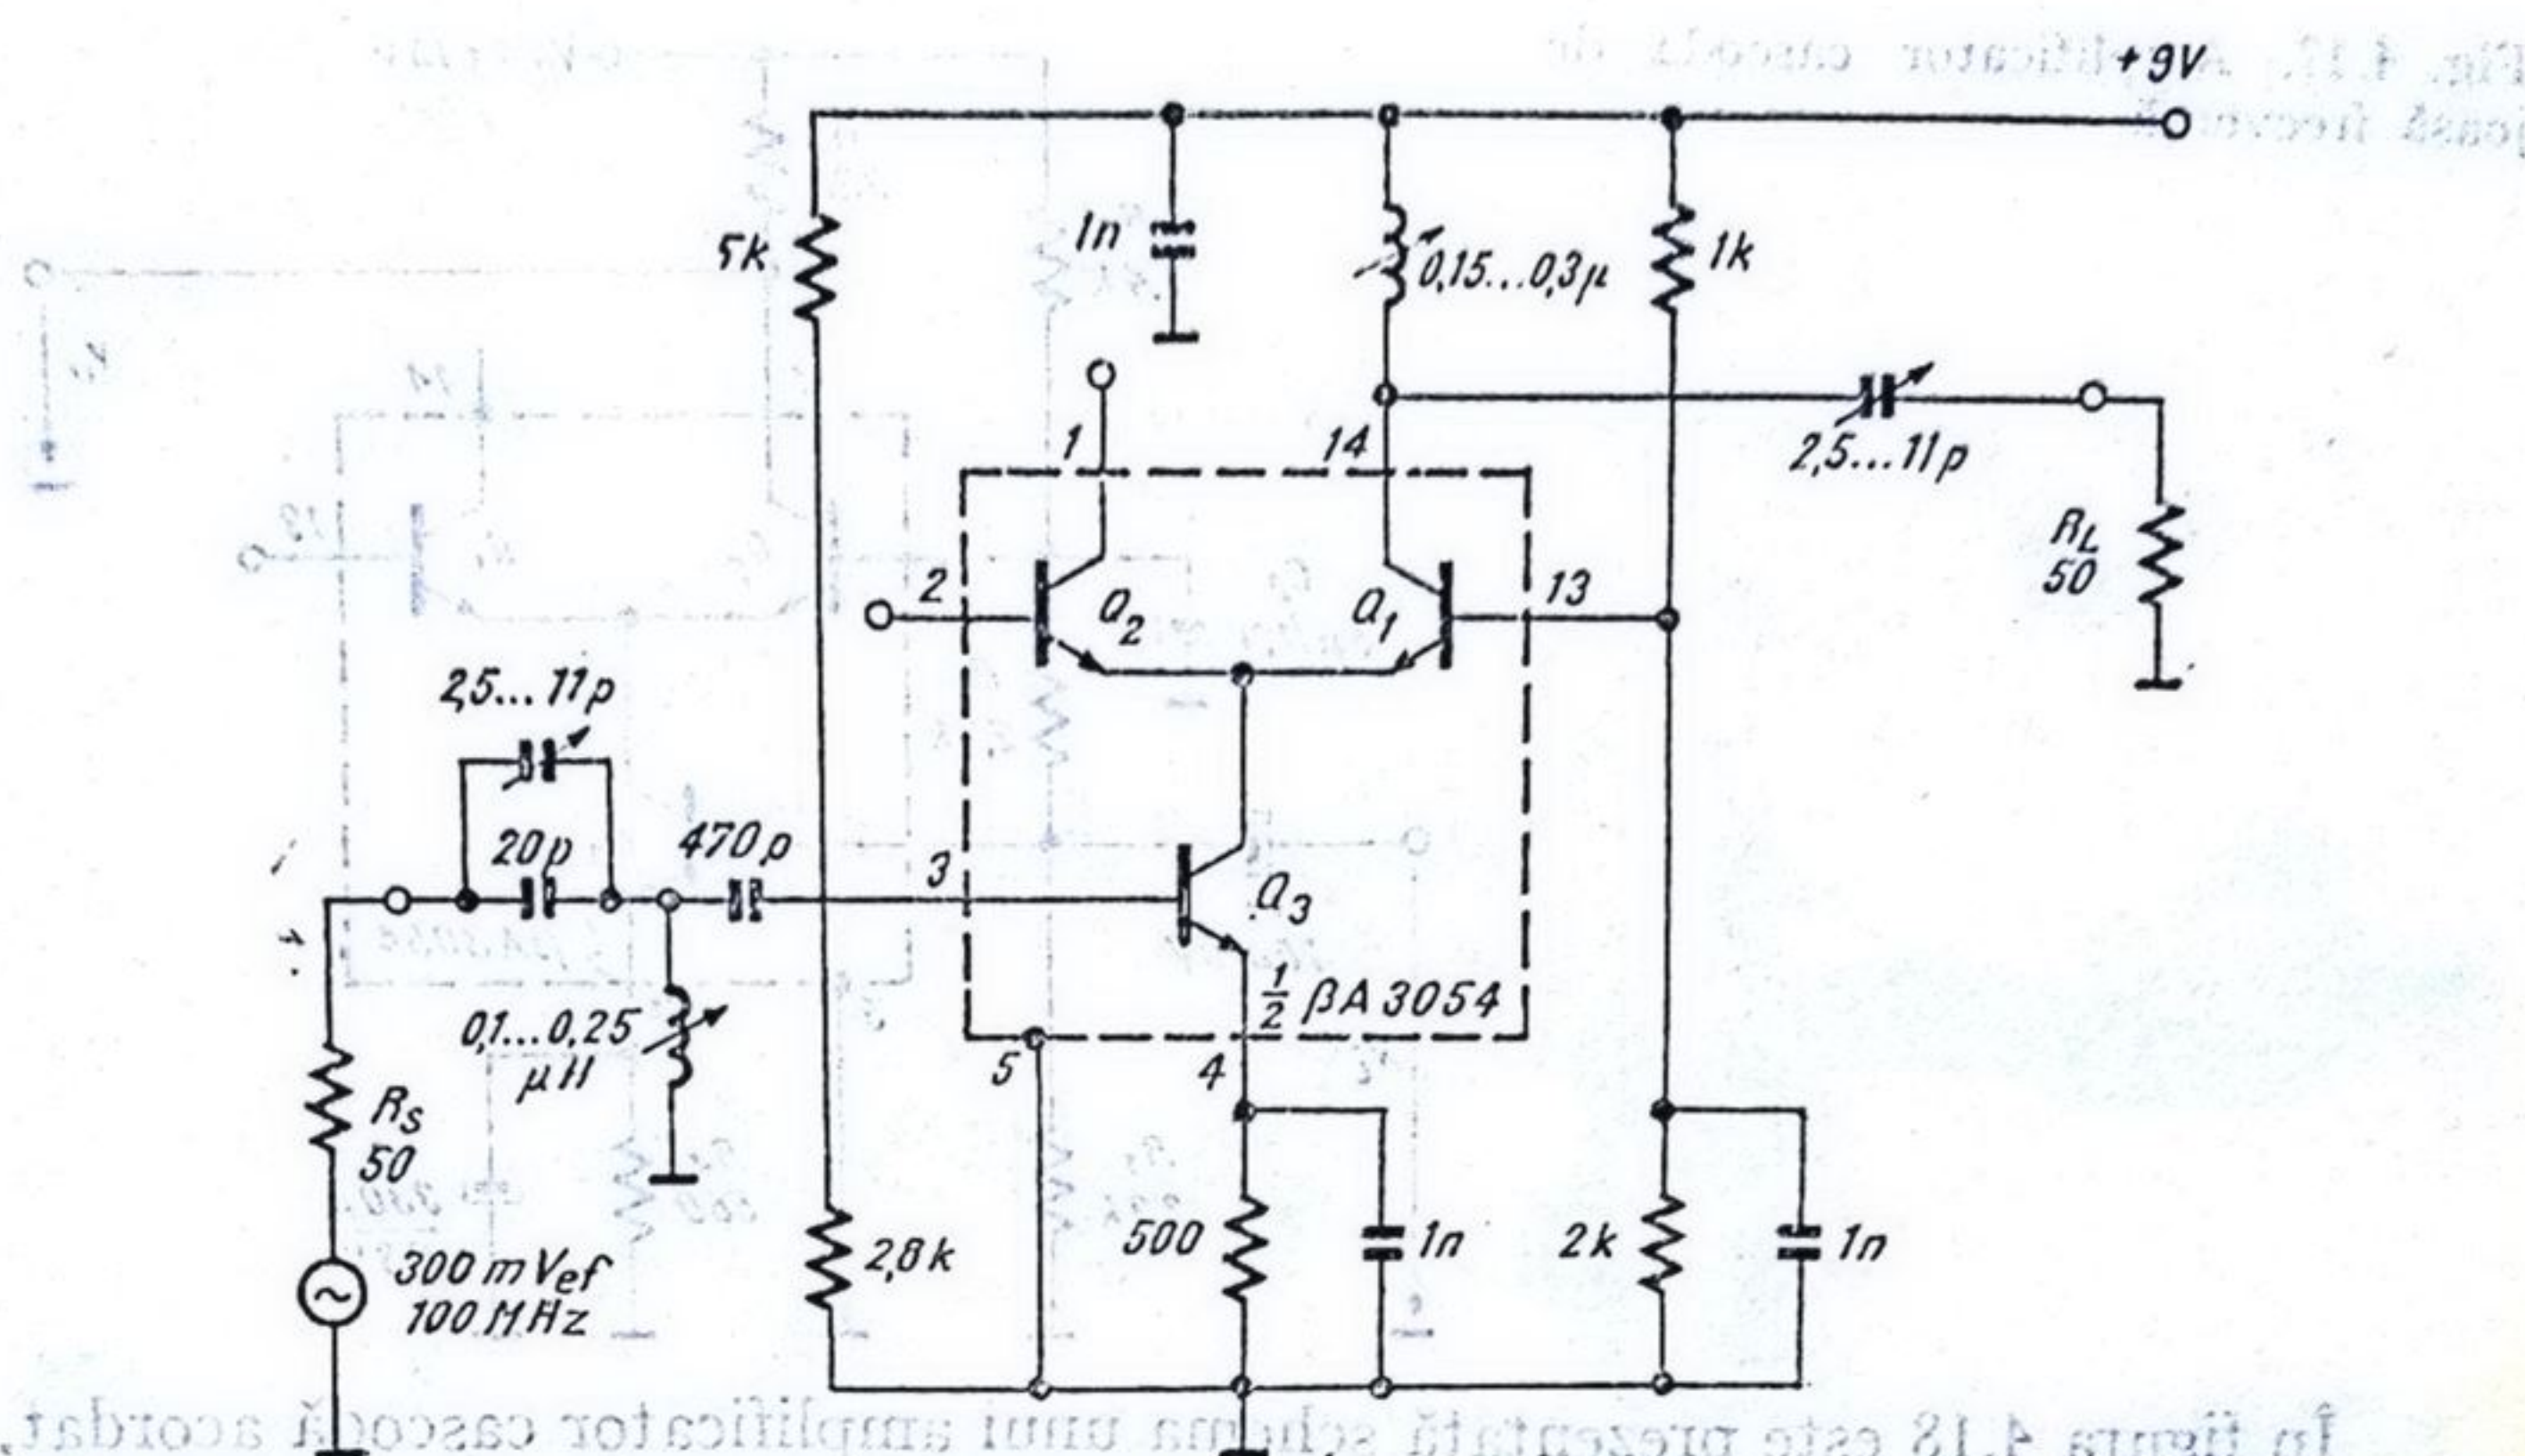 +9V
5k
1n
0,15...0,3µ
1k
1
14
2,5...11p
2
Q2
Q1
13
RL
50
2,5...11p
20p
470p
3
Q3
1/2 βA 3054
0,1...0,25
µH
5
4
RS
50
300 mVef
100 MHz
2,8k
500
1n
2k
1n
În figura 4.18 este prezentată schema unui amplificator cascodă acordat,